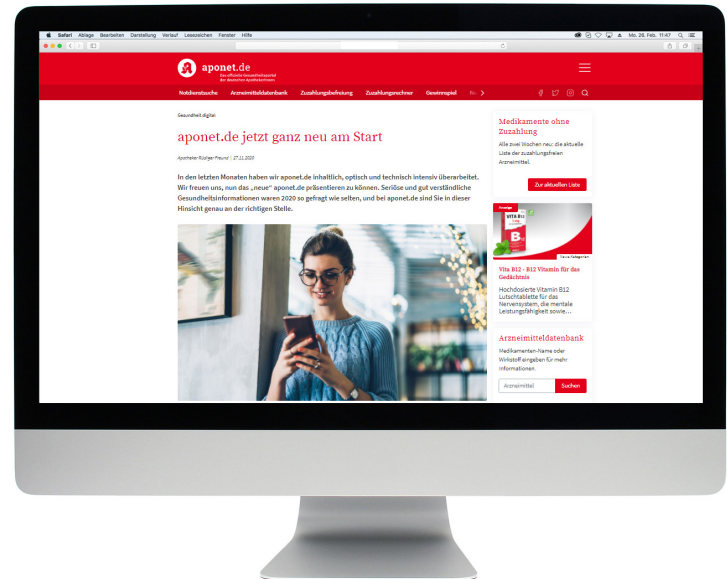 Safari Ablage Bearbeiten Darstellung Verlauf Lesezeichen Fenster Hilfe
Mo. 26. Feb. 11:47
aponet.de
Das offizielle Gesundheitsportal
der deutschen ApothekerInnen
Notdienstsuche Arzneimitteldatenbank Zuzahlungsbefreiung Zuzahlungsrechner Gewinnspiel
Gesundheit digital
aponet.de jetzt ganz neu am Start
Apotheker Rüdiger Freund | 27.11.2020
In den letzten Monaten haben wir aponet.de inhaltlich, optisch und technisch intensiv überarbeitet.
Wir freuen uns, nun das „neue“ aponet.de präsentieren zu können. Seriöse und gut verständliche
Gesundheitsinformationen waren 2020 so gefragt wie selten, und bei aponet.de sind Sie in dieser
Hinsicht genau an der richtigen Stelle.
Medikamente ohne
Zuzahlung
Alle zwei Wochen neu: die aktuelle
Liste der zuzahlungsfreien
Arzneimittel.
Zur aktuellen Liste
Anzeige
VITA B12
B
Vita B12 - B12 Vitamin für das
Gedächtnis
Hochdosierte Vitamin B12
Lutschtablette für das
Nervensystem, die mentale
Leistungsfähigkeit sowie...
Arzneimitteldatenbank
Medikamenten-Name oder
Wirkstoff eingeben für mehr
Informationen.
Arzneimittel
Suchen